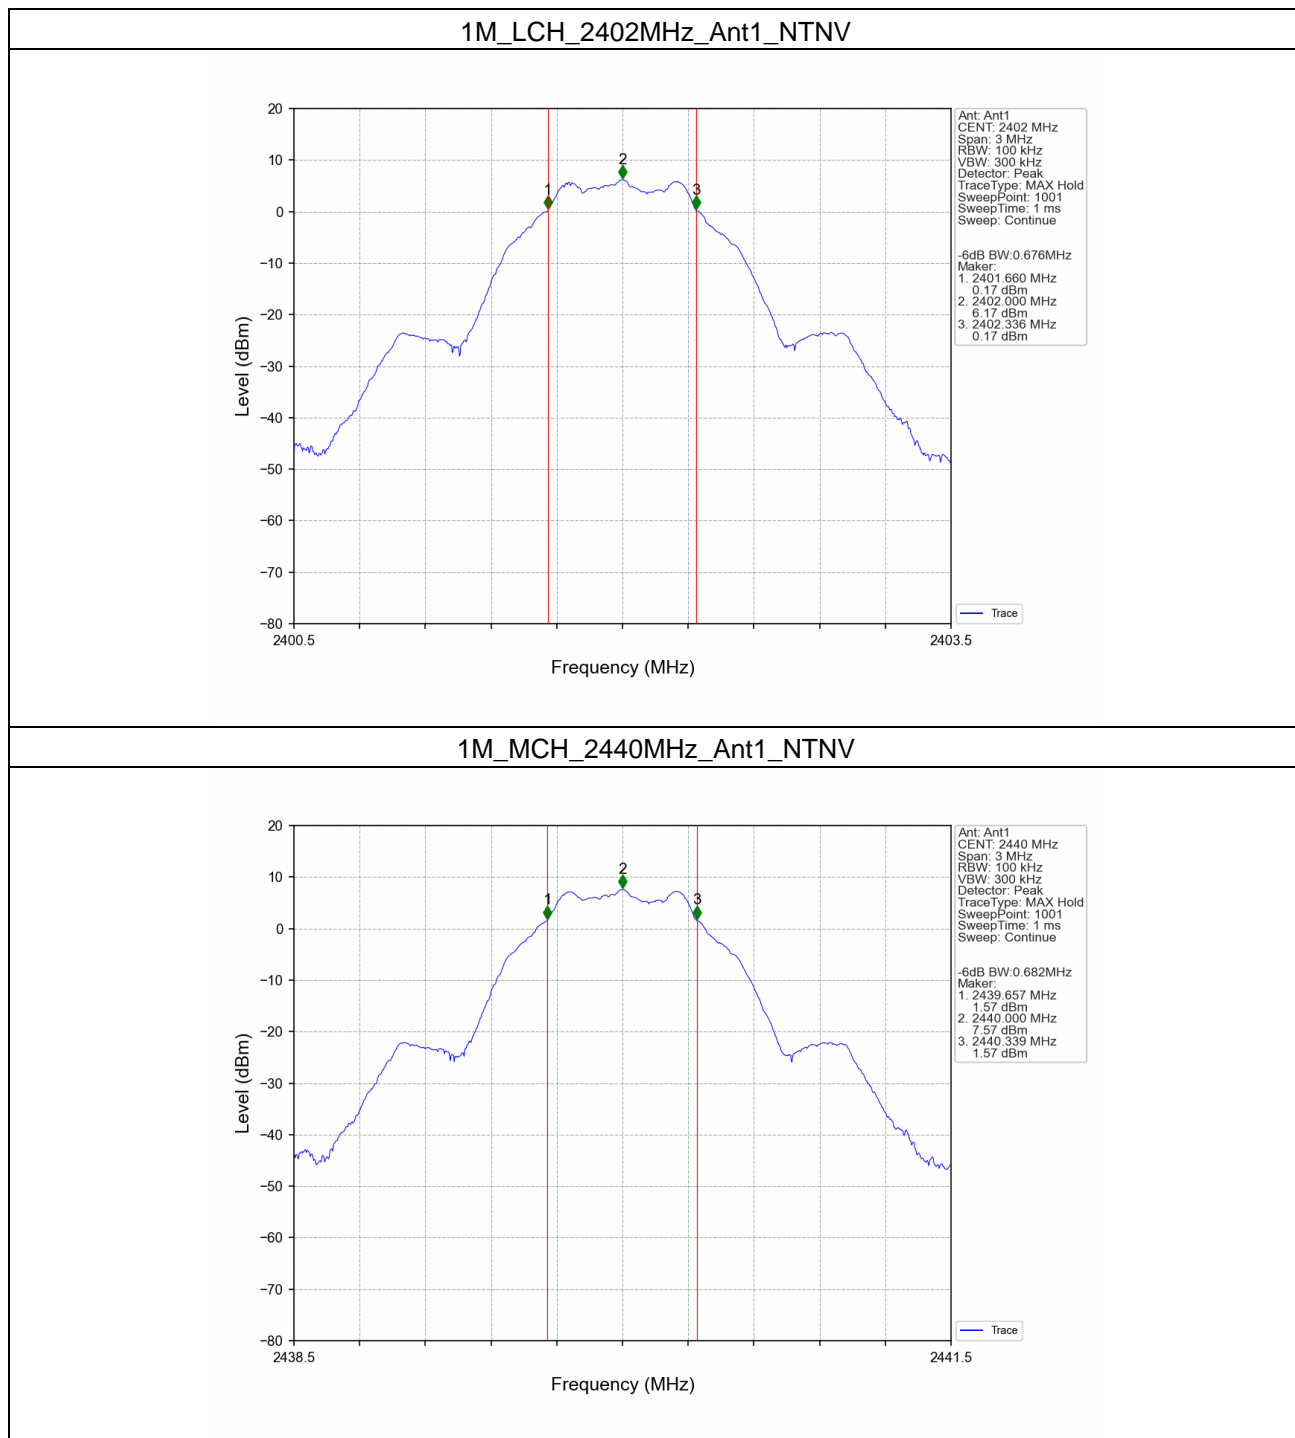 1M_LCH_2402MHz_Ant1_NTNV
20
10
0
−10
−20
−30
−40
−50
−60
−70
−80
Level (dBm)
1
2
3
2400.5
2403.5
Frequency (MHz)
Ant: Ant1
CENT: 2402 MHz
Span: 3 MHz
RBW: 100 kHz
VBW: 300 kHz
Detector: Peak
TraceType: MAX Hold
SweepPoint: 1001
SweepTime: 1 ms
Sweep: Continue
-6dB BW:0.676MHz
Maker:
1. 2401.660 MHz
0.17 dBm
2. 2402.000 MHz
6.17 dBm
3. 2402.336 MHz
0.17 dBm
Trace
1M_MCH_2440MHz_Ant1_NTNV
20
10
0
−10
−20
−30
−40
−50
−60
−70
−80
Level (dBm)
1
2
3
2438.5
2441.5
Frequency (MHz)
Ant: Ant1
CENT: 2440 MHz
Span: 3 MHz
RBW: 100 kHz
VBW: 300 kHz
Detector: Peak
TraceType: MAX Hold
SweepPoint: 1001
SweepTime: 1 ms
Sweep: Continue
-6dB BW:0.682MHz
Maker:
1. 2439.657 MHz
1.57 dBm
2. 2440.000 MHz
7.57 dBm
3. 2440.339 MHz
1.57 dBm
Trace